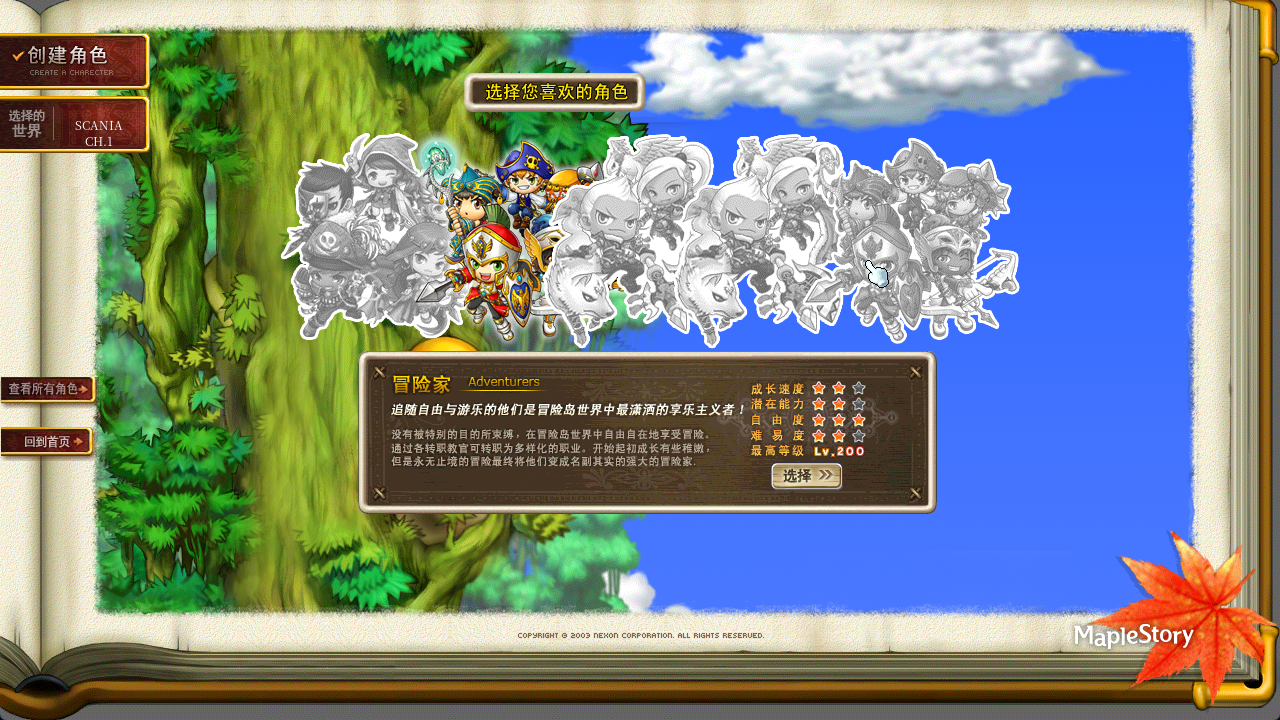 创建角色
CREATE A CHARECTER
选择的
世界
SCANIA
CH.1
选择您喜欢的角色
冒险家 Adventurers
追随自由与游乐的他们是冒险岛世界中最潇洒的享乐主义者！
没有被特别的目的所束缚，在冒险岛世界中自由自在地享受冒险。
通过各转职教官可转职为多样化的职业。开始起初成长有些稚嫩，
但是永无止境的冒险最终将他们变成名副其实的强大的冒险家.
成长速度
潜在能力
自由度
难易度
最高等级 Lv.200
选择
查看所有角色
回到首页
COPYRIGHT @ 2003 NEXON CORPORATION. ALL RIGHTS RESERVED.
MapleStory